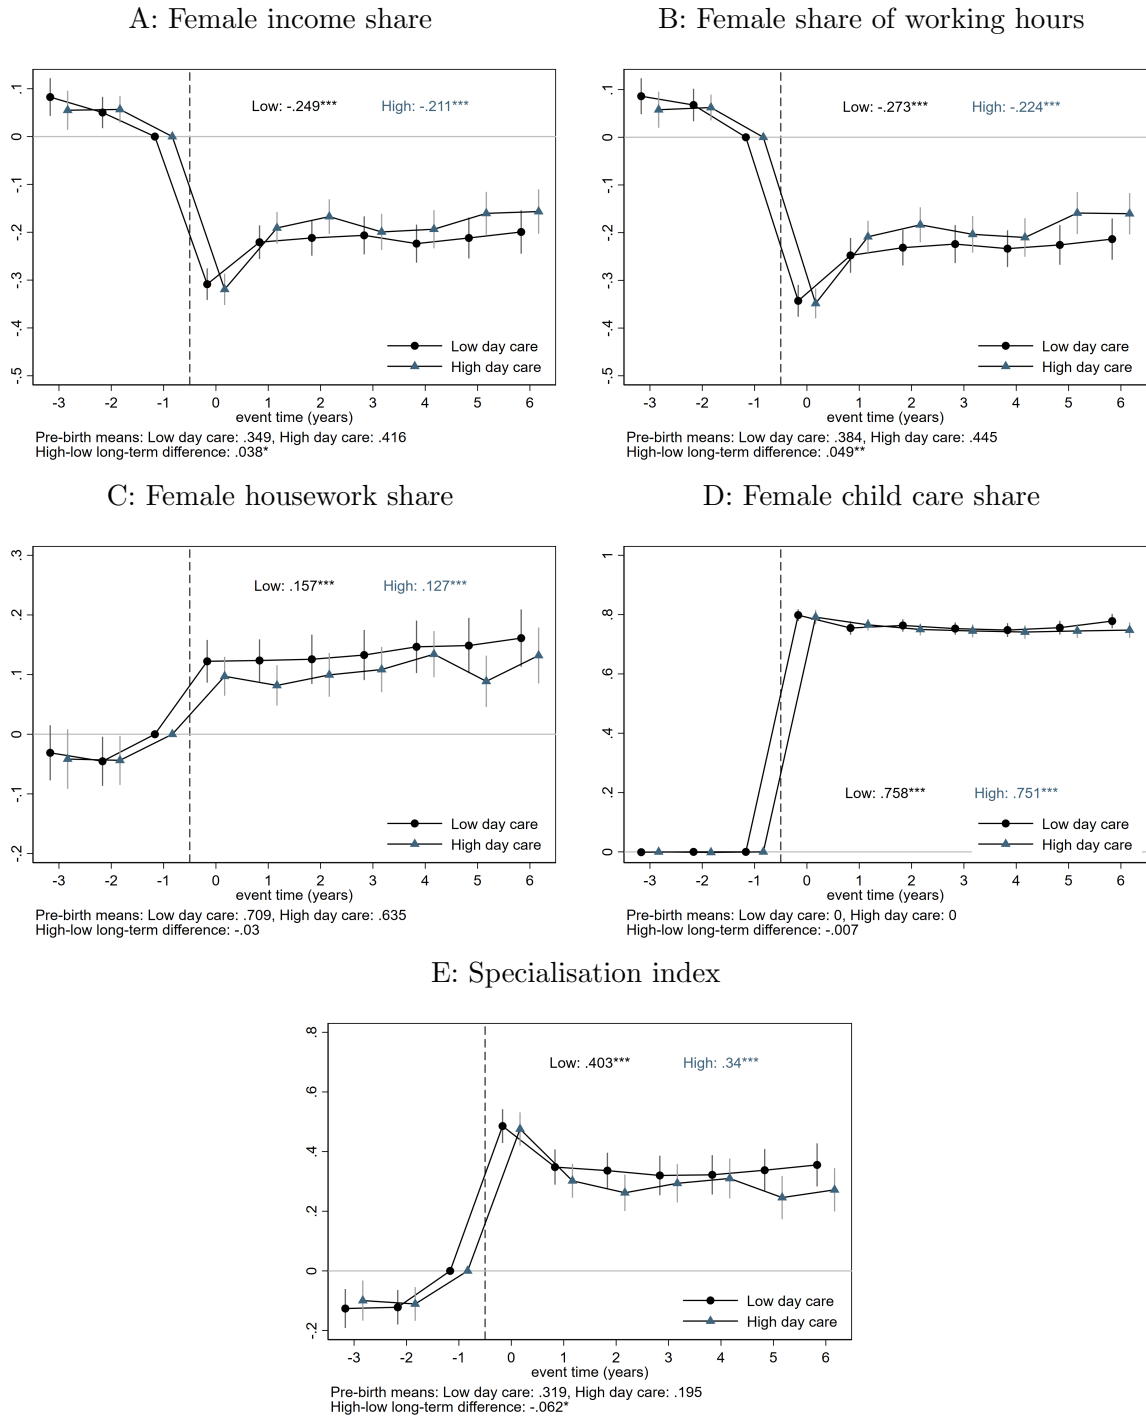 A: Female income share
Low: -.249*** High: -.211***
.1
0
-.1
-.2
-.3
-.4
-.5
Low day care
High day care
-3 -2 -1 0 1 2 3 4 5 6
event time (years)
Pre-birth means: Low day care: .349, High day care: .416
High-low long-term difference: .038*
B: Female share of working hours
Low: -.273*** High: -.224***
.1
0
-.1
-.2
-.3
-.4
-.5
Low day care
High day care
-3 -2 -1 0 1 2 3 4 5 6
event time (years)
Pre-birth means: Low day care: .384, High day care: .445
High-low long-term difference: .049**
C: Female housework share
Low: .157*** High: .127***
.3
.2
.1
0
-.1
-.2
Low day care
High day care
-3 -2 -1 0 1 2 3 4 5 6
event time (years)
Pre-birth means: Low day care: .709, High day care: .635
High-low long-term difference: -.03
D: Female child care share
1
.8
.6
.4
.2
0
Low: .758*** High: .751***
Low day care
High day care
-3 -2 -1 0 1 2 3 4 5 6
event time (years)
Pre-birth means: Low day care: 0, High day care: 0
High-low long-term difference: -.007
E: Specialisation index
Low: .403*** High: .34***
.8
.6
.4
.2
0
-.2
Low day care
High day care
-3 -2 -1 0 1 2 3 4 5 6
event time (years)
Pre-birth means: Low day care: .319, High day care: .195
High-low long-term difference: -.062*